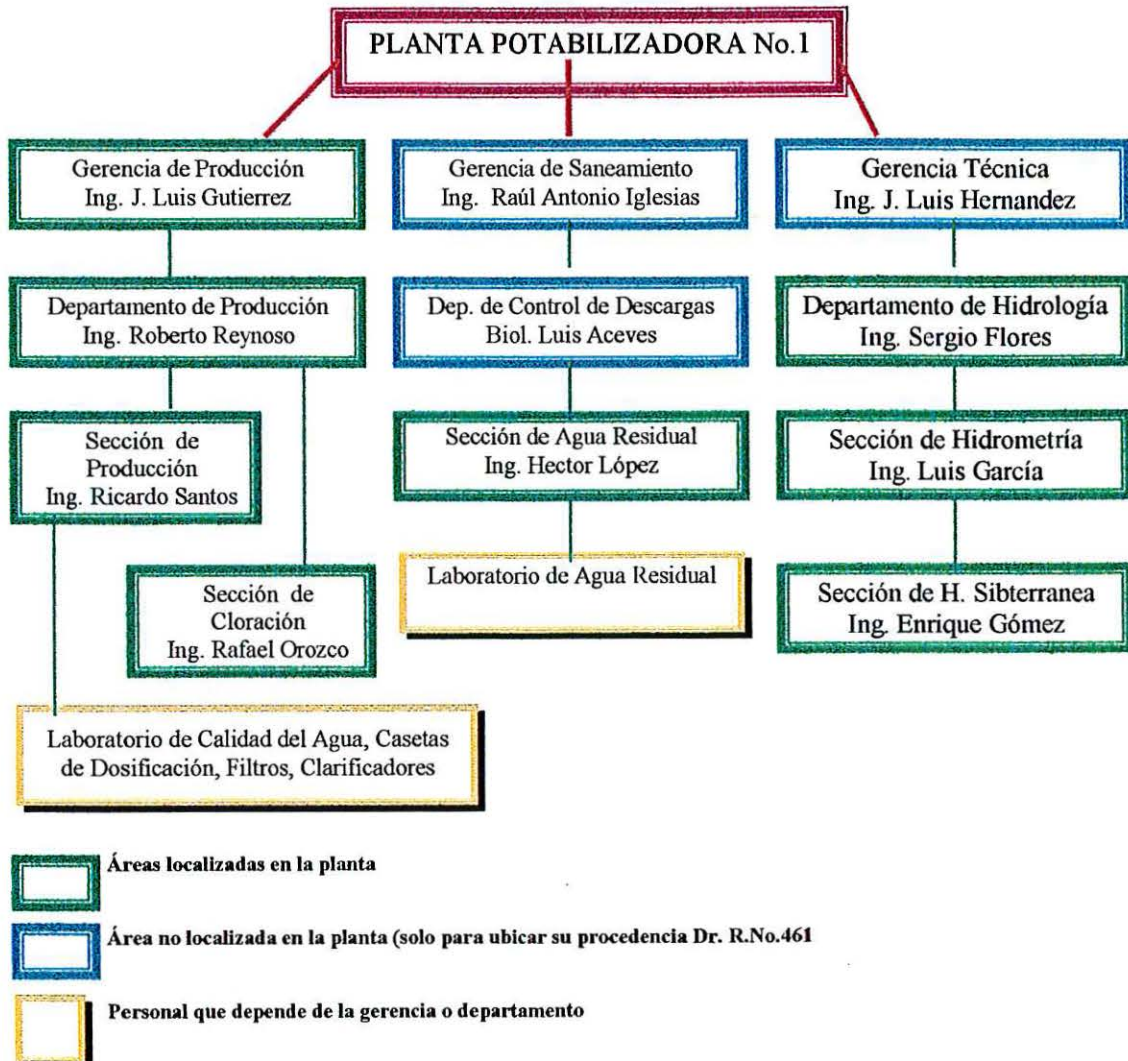 PLANTA POTABILIZADORA No.1
Gerencia de Producción
Ing. J. Luis Gutierrez
Gerencia de Saneamiento
Ing. Raúl Antonio Iglesias
Gerencia Técnica
Ing. J. Luis Hernandez
Departamento de Producción
Ing. Roberto Reynoso
Dep. de Control de Descargas
Biol. Luis Aceves
Departamento de Hidrología
Ing. Sergio Flores
Sección de
Producción
Ing. Ricardo Santos
Sección de Agua Residual
Ing. Hector López
Sección de Hidrometría
Ing. Luis García
Sección de
Cloración
Ing. Rafael Orozco
Laboratorio de Agua Residual
Sección de H. Sibterranea
Ing. Enrique Gómez
Laboratorio de Calidad del Agua, Casetas
de Dosificación, Filtros, Clarificadores
Áreas localizadas en la planta
Área no localizada en la planta (solo para ubicar su procedencia Dr. R.No.461
Personal que depende de la gerencia o departamento